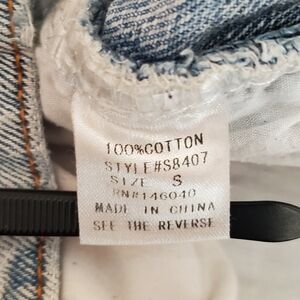 100%COTTON
STYLE#S8407
SIZE S
RN#146040
MADE IN CHINA
SEE THE REVERSE